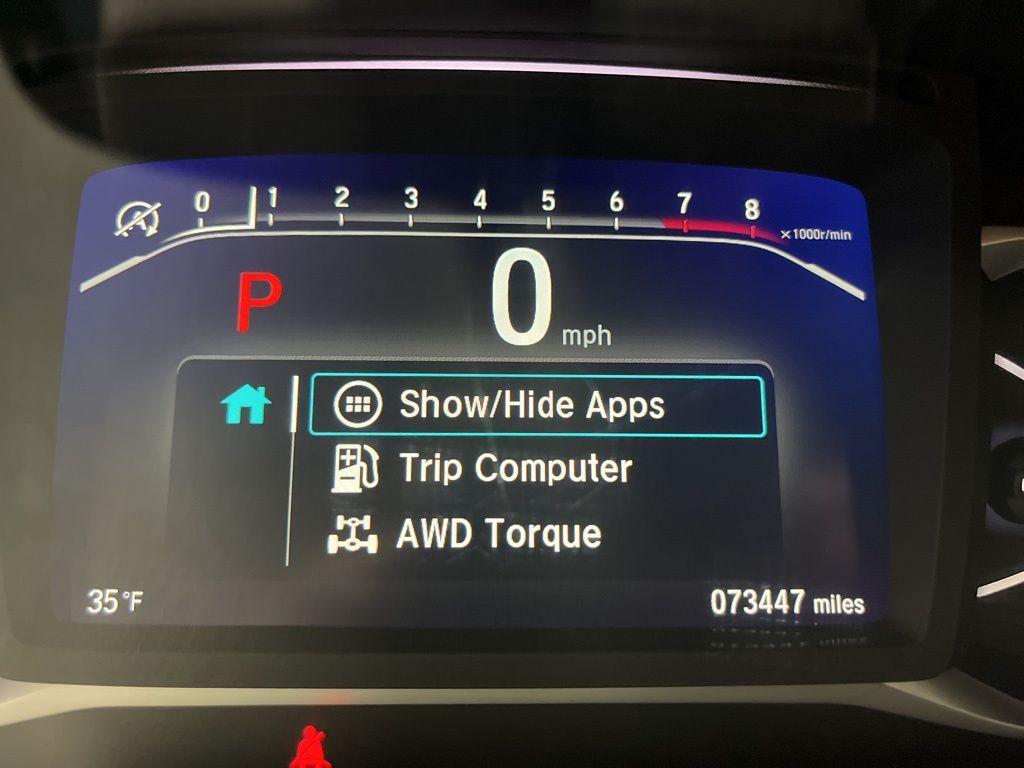 0 1 2 3 4 5 6 7 8
x1000r/min
P
0 mph
Show/Hide Apps
Trip Computer
AWD Torque
35°F
073447 miles